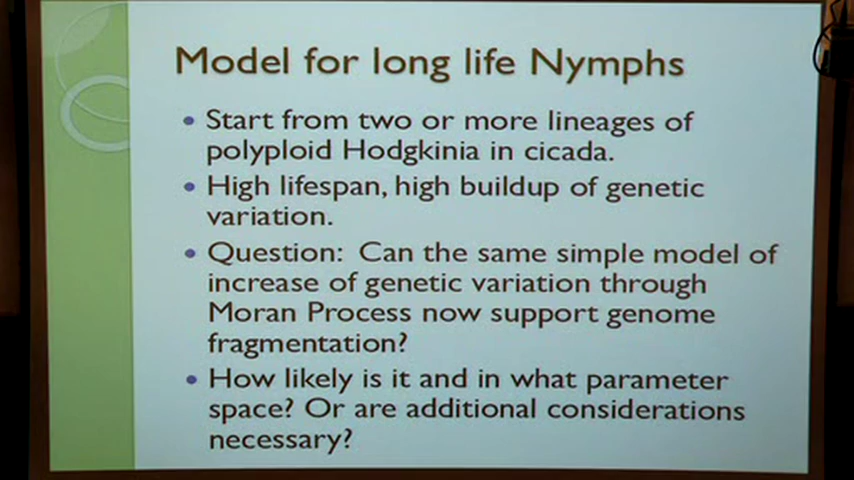 Model for long life Nymphs
• Start from two or more lineages of
polyploid Hodgkinia in cicada.
• High lifespan, high buildup of genetic
variation.
• Question: Can the same simple model of
increase of genetic variation through
Moran Process now support genome
fragmentation?
• How likely is it and in what parameter
space? Or are additional considerations
necessary?